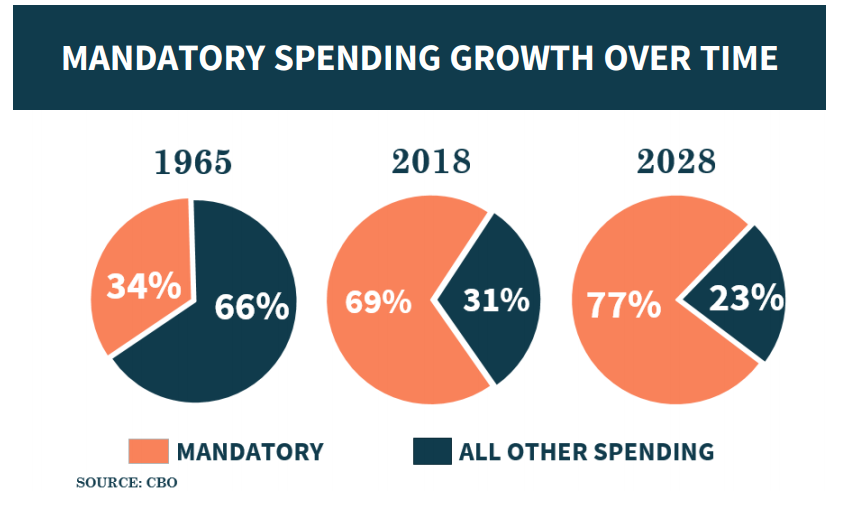 MANDATORY SPENDING GROWTH OVER TIME
1965
2018
2028
34%
66%
69%
31%
77%
23%
MANDATORY
ALL OTHER SPENDING
SOURCE: CBO